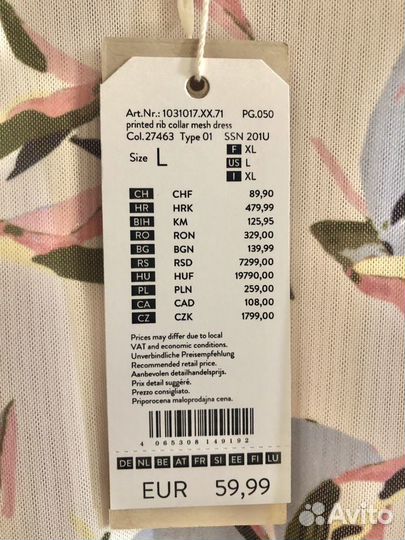 Art.Nr.: 1031017.XX.71 PG.050
printed rib collar mesh dress
Col.27463 Type 01 SSN 201U
Size L
F XL
US L
I XL
CH CHF 89,90
HR HRK 479,99
BIH KM 125,95
RO RON 329,00
BG BGN 139,99
RS RSD 7299,00
HU HUF 19790,00
PL PLN 259,00
CA CAD 108,00
CZ CZK 1799,00
Prices may differ due to local
VAT and economic conditions.
Unverbindliche Preisempfehlung
Recommended retail price.
Aanbevolen detailhandelsprijs.
Prix detail suggéré.
Prezzo consigliato.
Priporocena maloprodajna cena.
4 065308 149192
DE NL BE AT FR SI EE FI LU
EUR 59,99
Avito